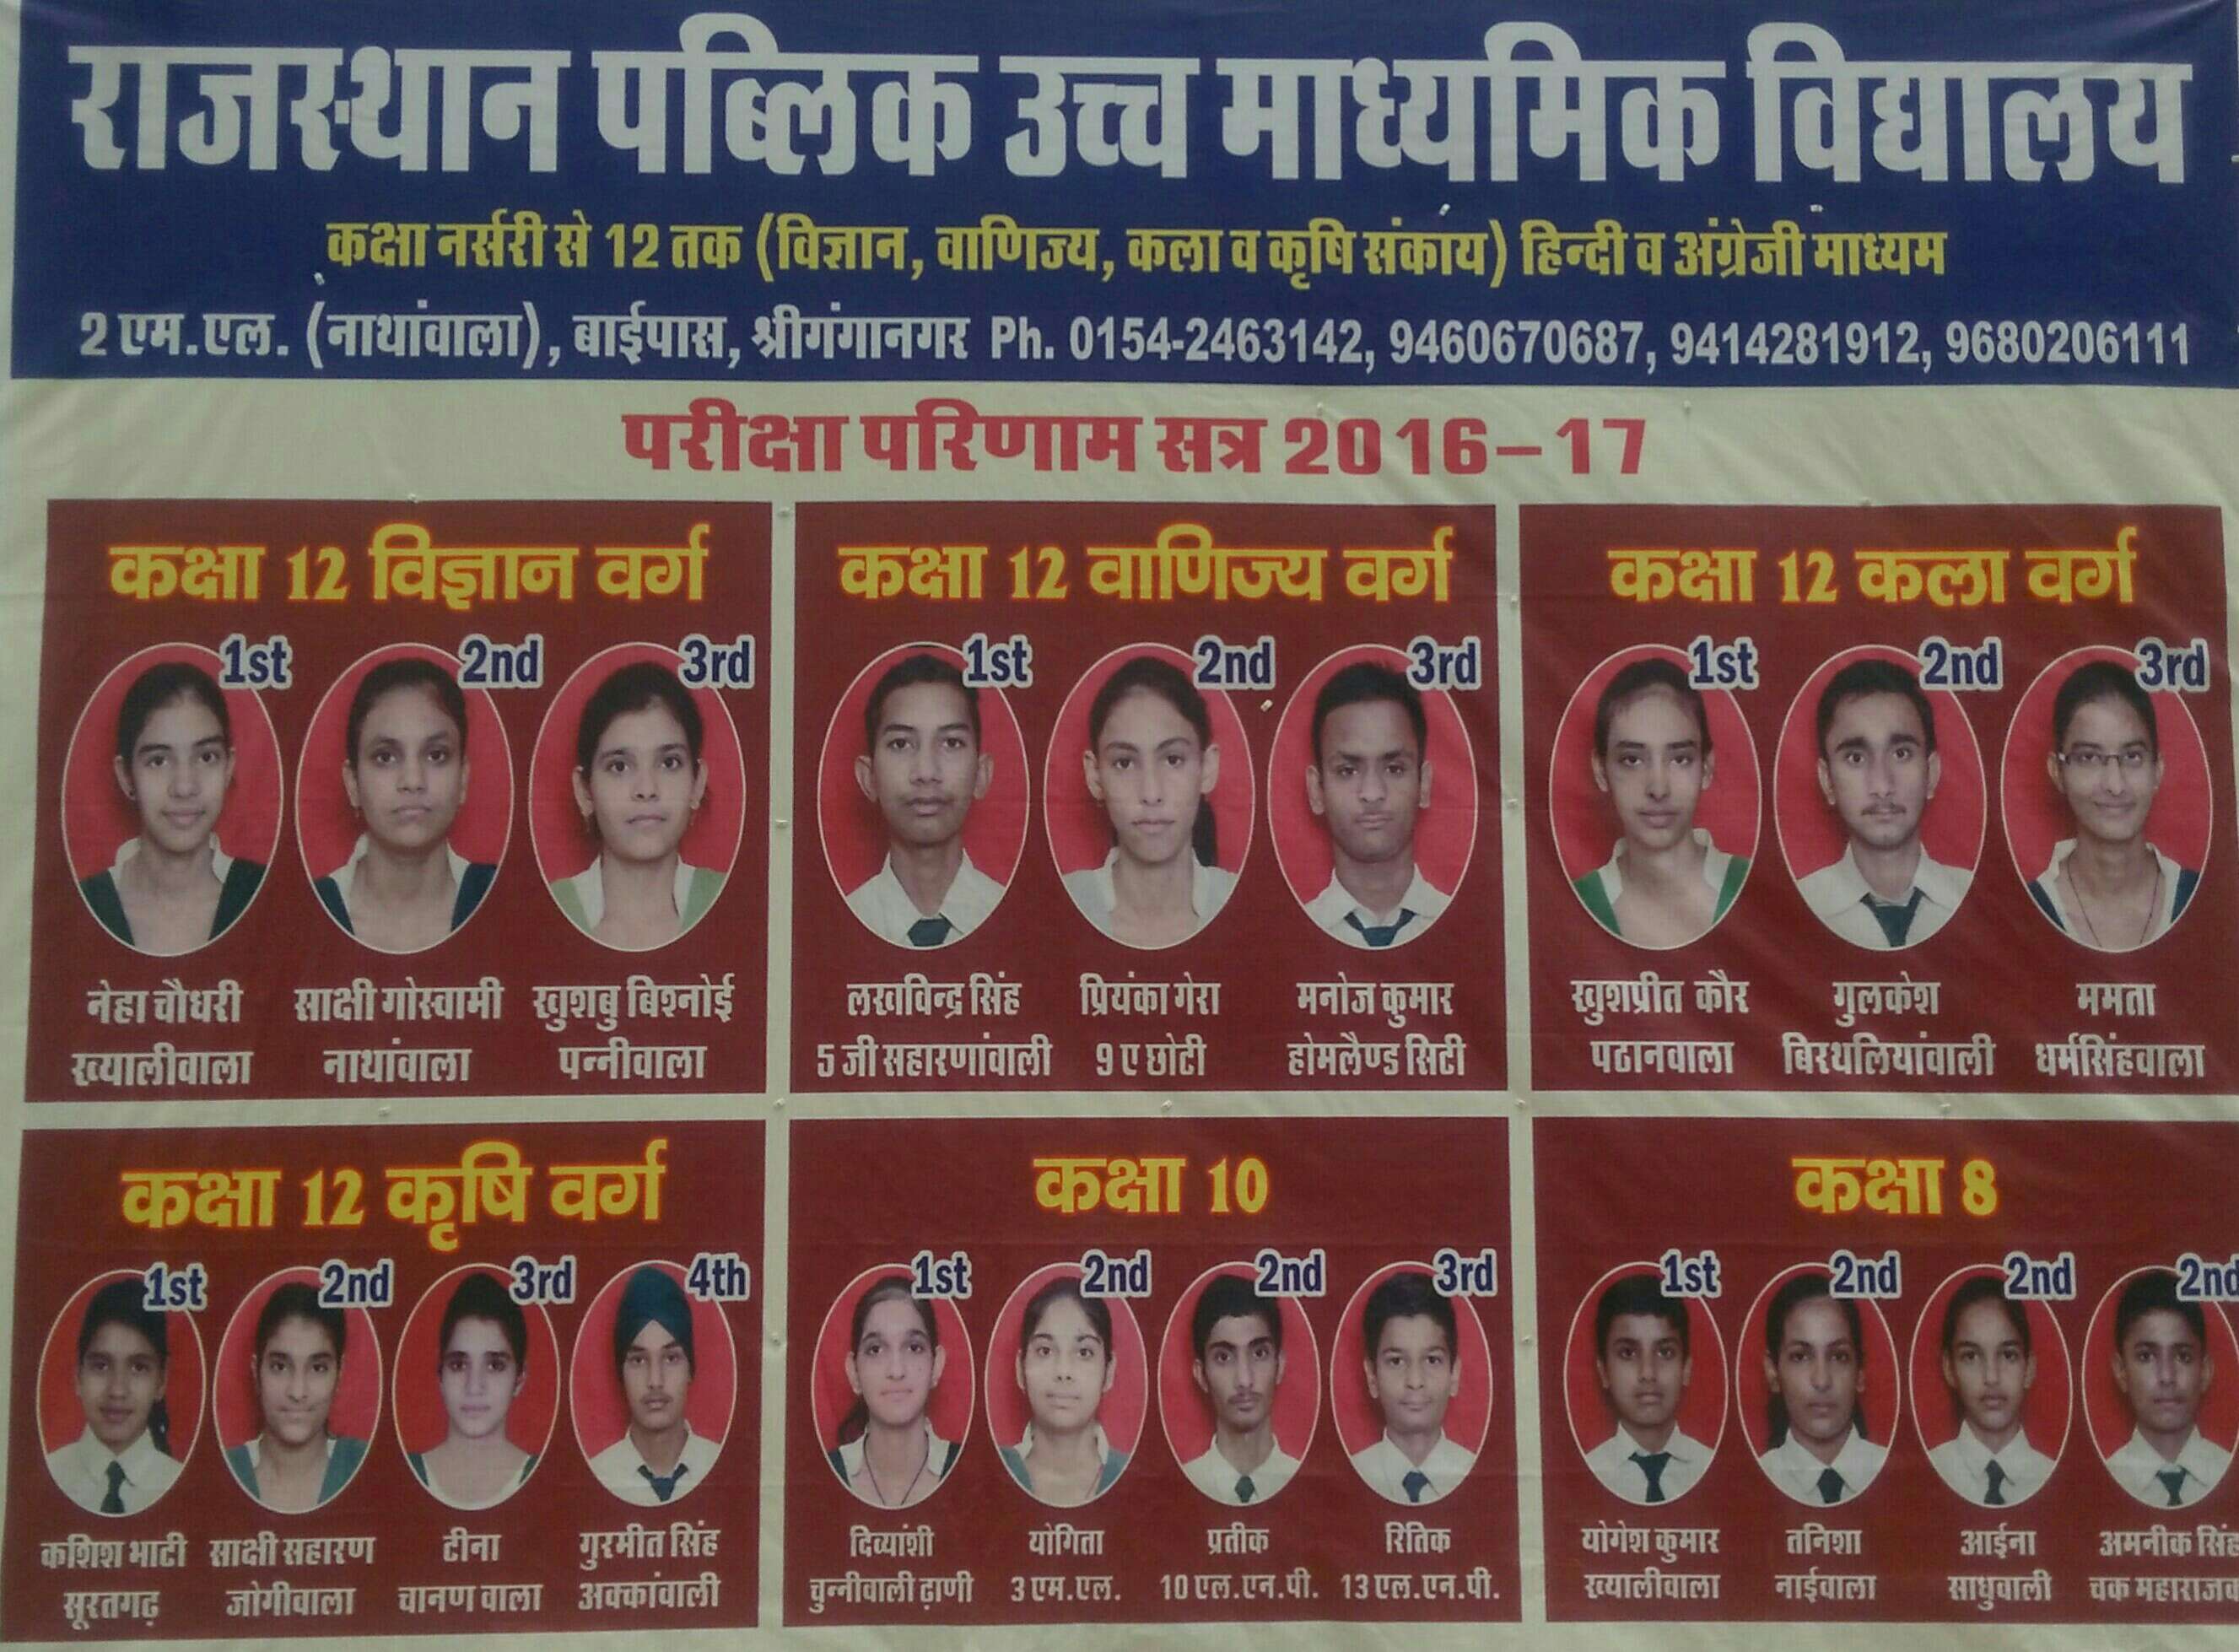 राजस्थान पब्लिक उच्च माध्यमिक विद्यालय
कक्षा नर्सरी से 12 तक (विज्ञान, वाणिज्य, कला व कृषि संकाय) हिन्दी व अंग्रेजी माध्यम
2 एम.एल. (नाथांवाला), बाईपास, श्रीगंगानगर Ph. 0154-2463142, 9460670687, 9414281912, 9680206111
परीक्षा परिणाम सत्र 2016-17
कक्षा 12 विज्ञान वर्ग
1st 2nd 3rd
नेहा चौधरी साक्षी गोस्वामी खुशबु बिश्नोई
ख्यालीवाला नाथांवाला पन्नीवाला
कक्षा 12 वाणिज्य वर्ग
1st 2nd 3rd
लखविन्द्र सिंह प्रियंका गेरा मनोज कुमार
5 जी सहारणांवाली 9 ए छोटी होमलैण्ड सिटी
कक्षा 12 कला वर्ग
1st 2nd 3rd
खुशप्रीत कौर गुलकेश ममता
पठानवाला बिरथलियांवाली धर्मसिंहवाला
कक्षा 12 कृषि वर्ग
1st 2nd 3rd 4th
कशिश भाटी साक्षी सहारण टीना गुरमीत सिंह
सूरतगढ़ जोगीवाला चानण वाला अक्कांवाली
कक्षा 10
1st 2nd 2nd 3rd
दिव्यांशी योगिता प्रतीक रितिक
चुन्नीवाली ढ़ाणी 3 एम.एल. 10 एल.एन.पी. 13 एल.एन.पी.
कक्षा 8
1st 2nd 2nd 2nd
योगेश कुमार तनिशा आईना अमनीक सिंह
ख्यालीवाला नाईवाला साधुवाली चक